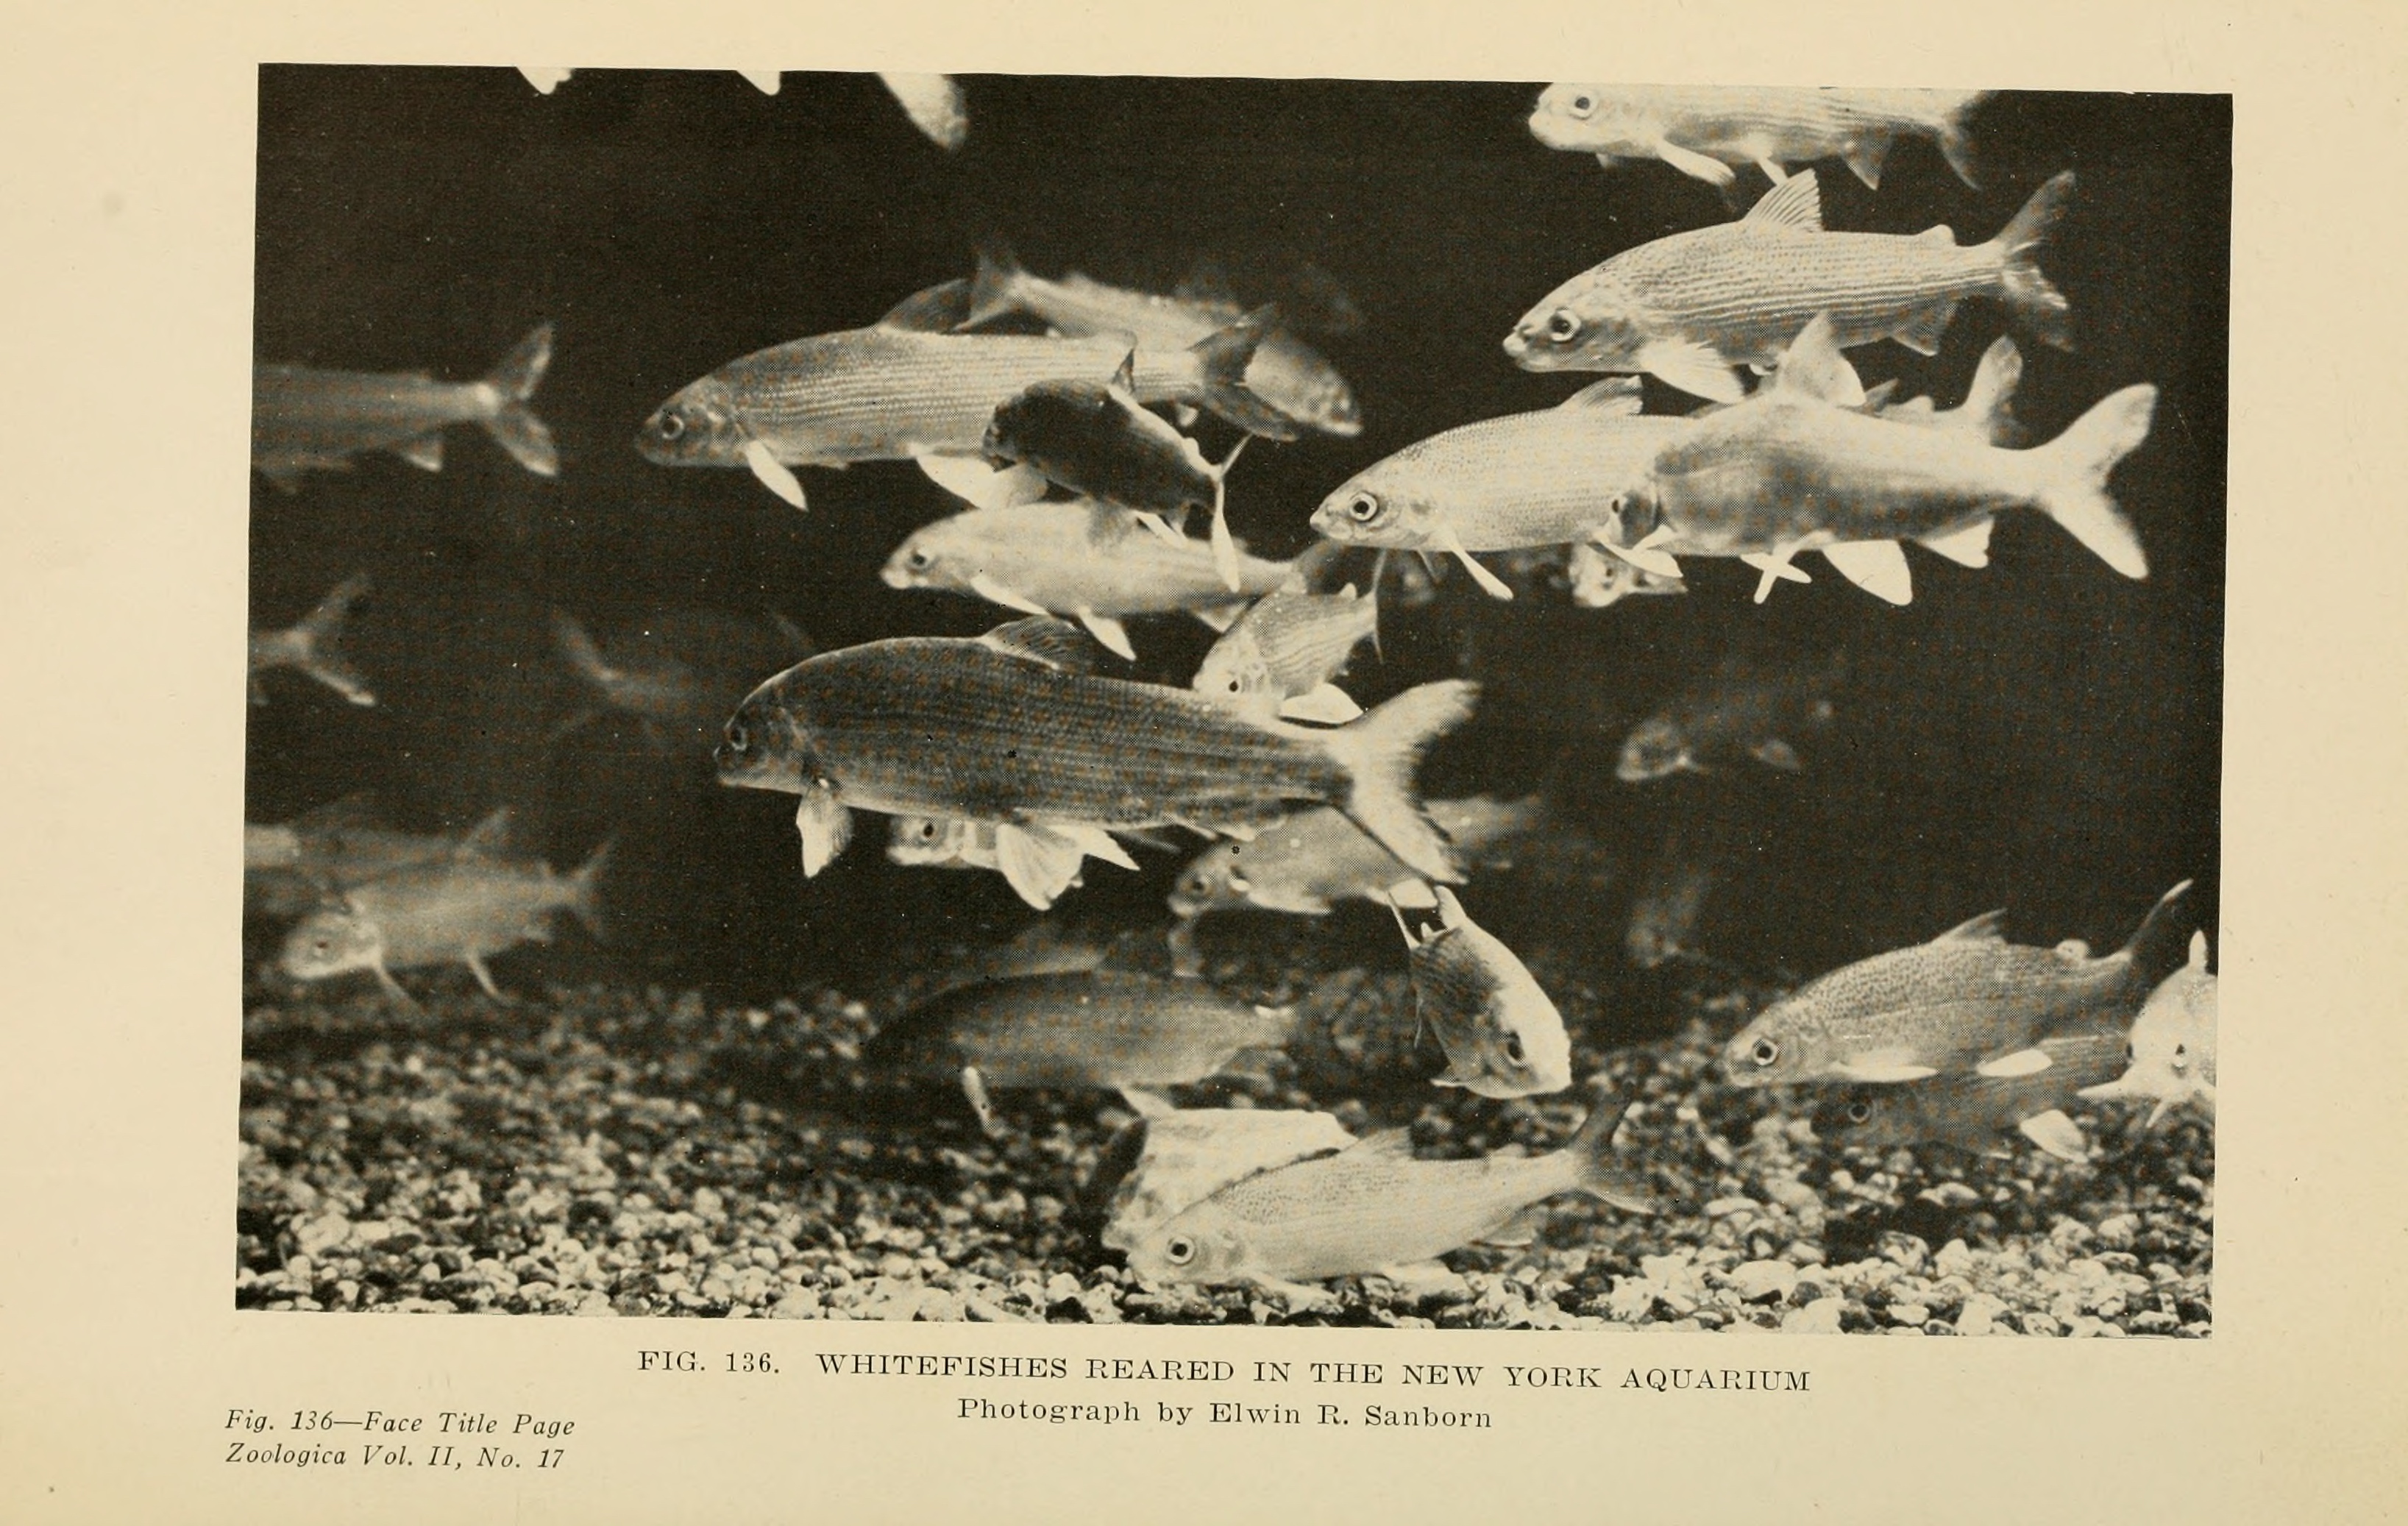 FIG. 136. WHITEFISHES REARED IN THE NEW YORK AQUARIUM
Photograph by Elwin R. Sanborn
Fig. 136—Face Title Page
Zoologica Vol. II, No. 17